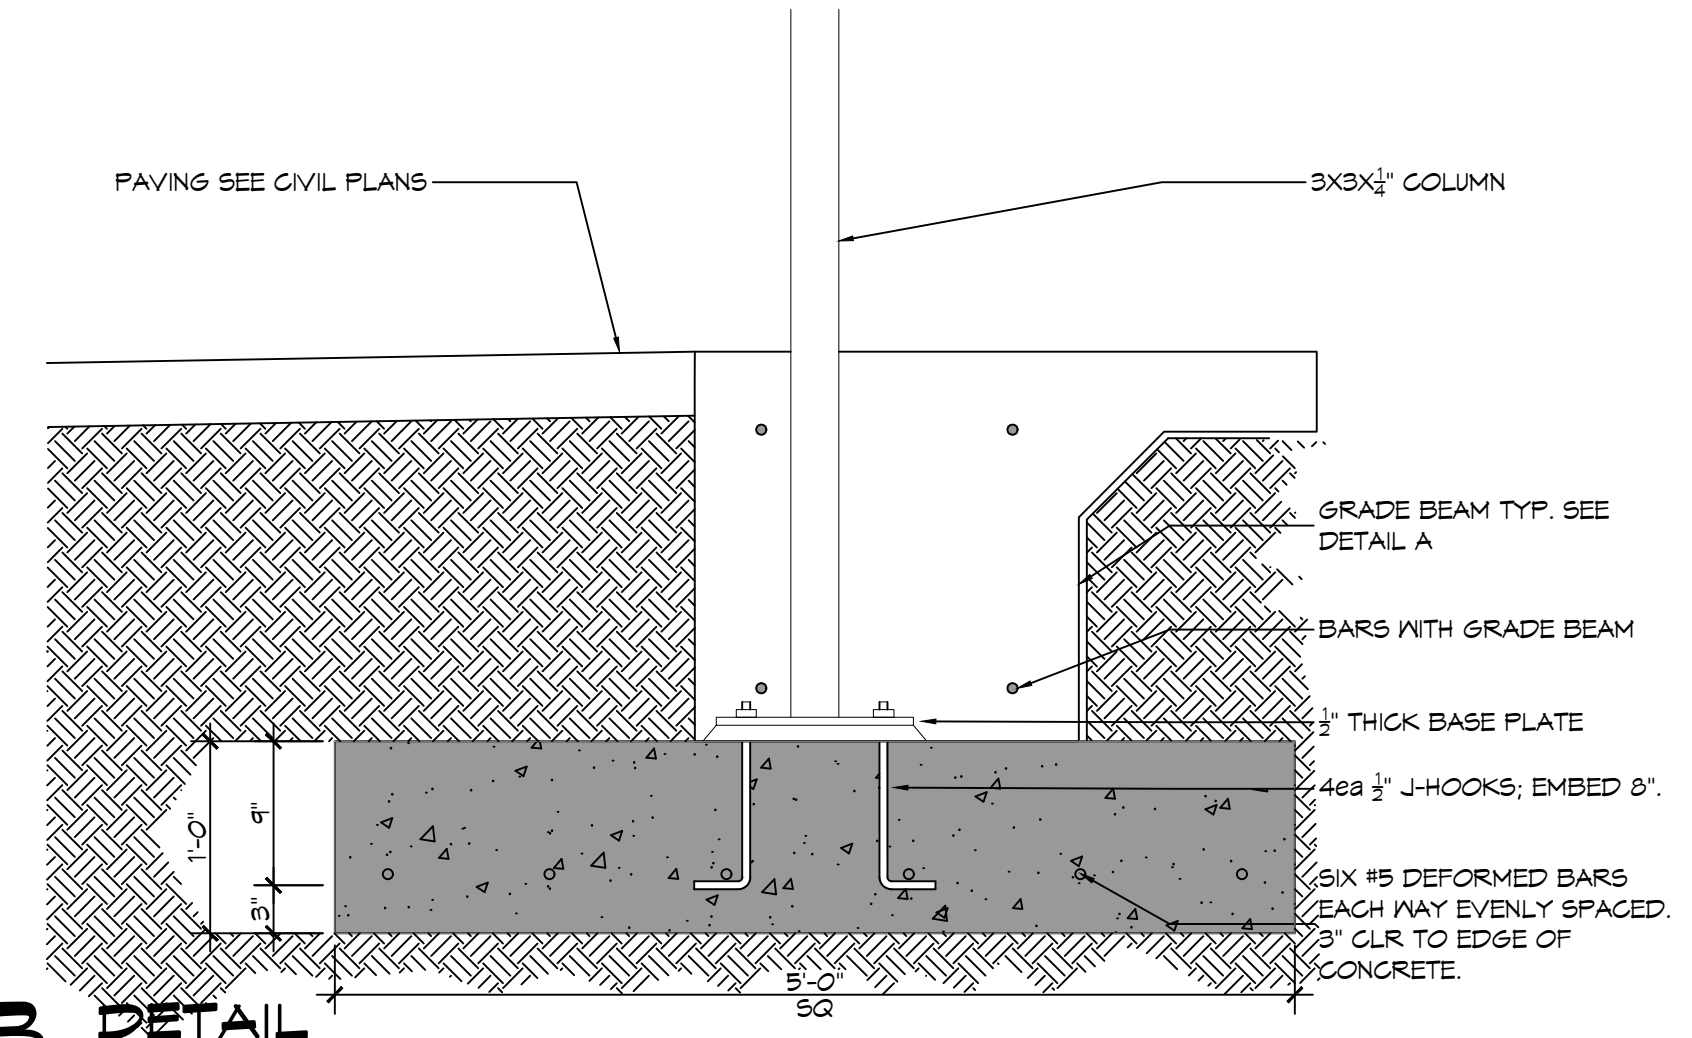 PAVING SEE CIVIL PLANS
3X3X1/4" COLUMN
GRADE BEAM TYP. SEE
DETAIL A
BARS WITH GRADE BEAM
1/2" THICK BASE PLATE
4ea 1/2" J-HOOKS; EMBED 8".
SIX #5 DEFORMED BARS
EACH WAY EVENLY SPACED.
3" CLR TO EDGE OF
CONCRETE.
1'-0"
9"
3"
5'-0"
SQ
B DETAIL